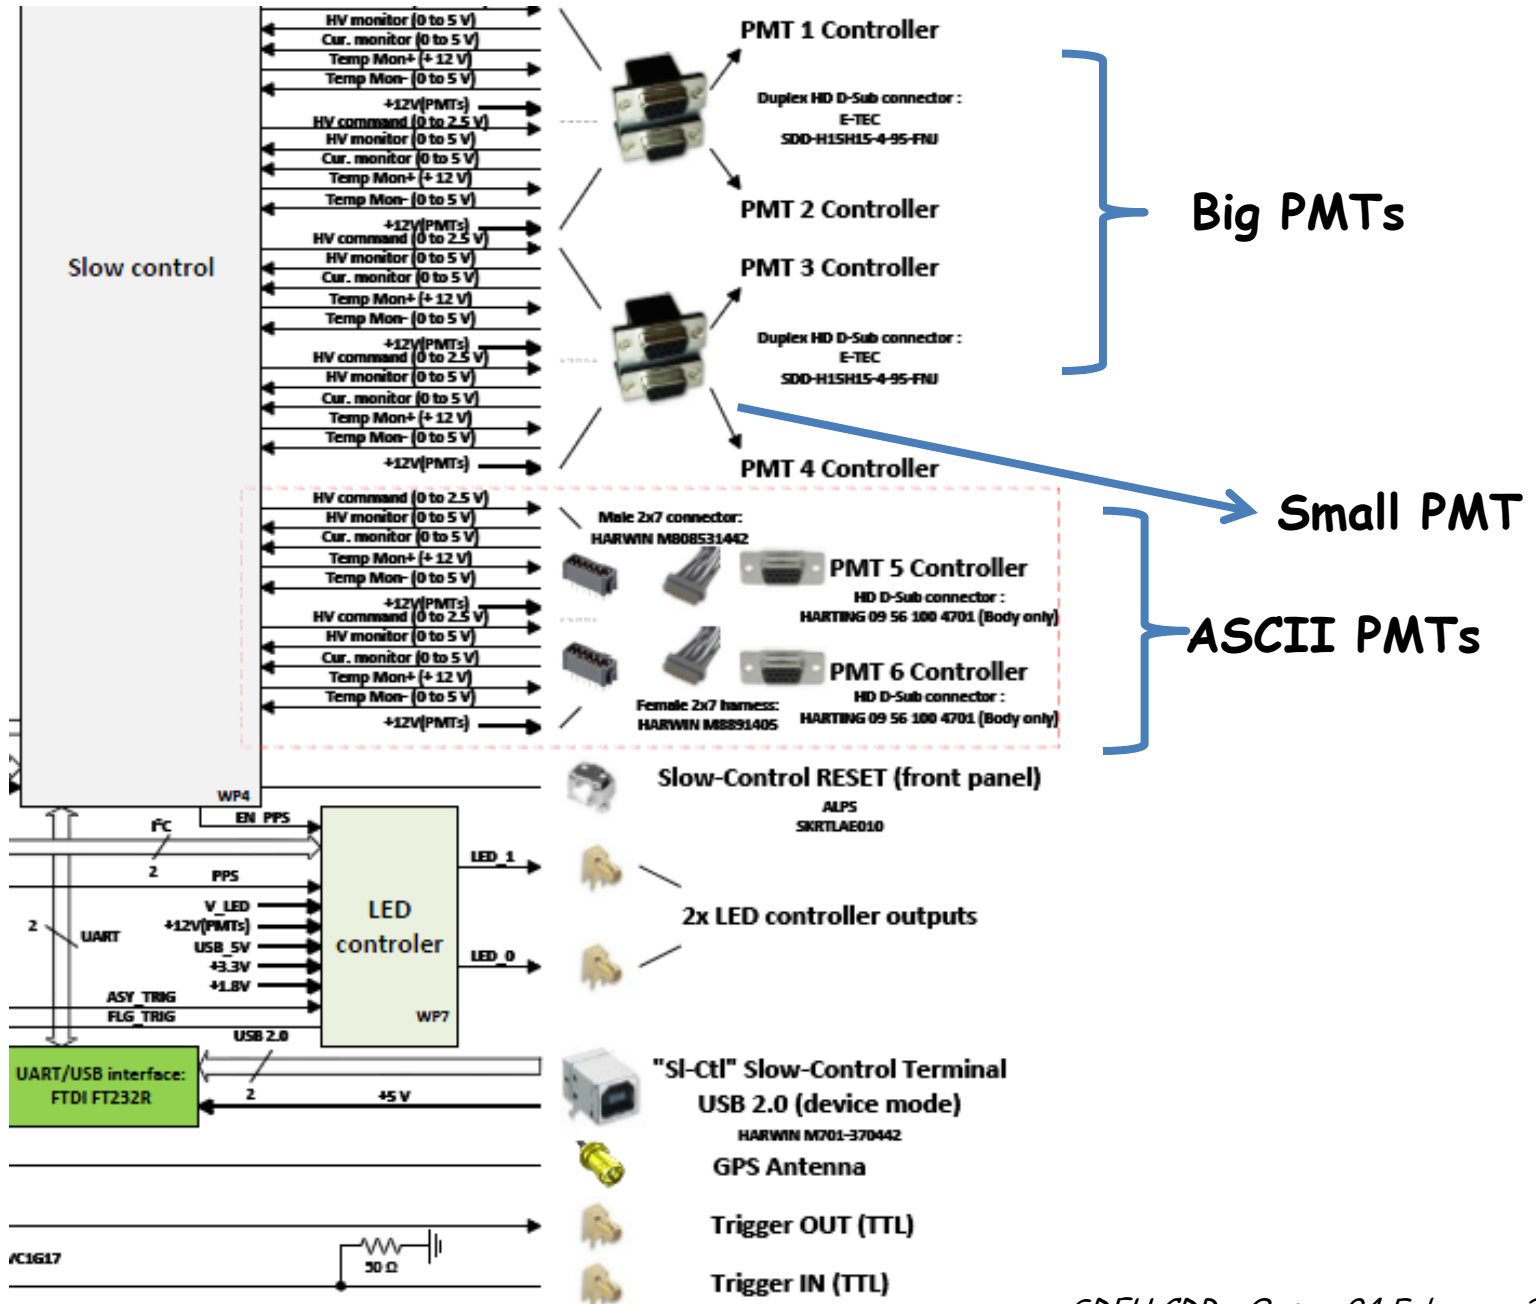 HV monitor (0 to 5 V)
Cur. monitor (0 to 5 V)
Temp Mon+ (+ 12 V)
Temp Mon- (0 to 5 V)
+12V(PMTs)
HV command (0 to 2.5 V)
HV monitor (0 to 5 V)
Cur. monitor (0 to 5 V)
Temp Mon+ (+ 12 V)
Temp Mon- (0 to 5 V)
+12V(PMTs)
HV command (0 to 2.5 V)
HV monitor (0 to 5 V)
Cur. monitor (0 to 5 V)
Temp Mon+ (+ 12 V)
Temp Mon- (0 to 5 V)
+12V(PMTs)
HV command (0 to 2.5 V)
HV monitor (0 to 5 V)
Cur. monitor (0 to 5 V)
Temp Mon+ (+ 12 V)
Temp Mon- (0 to 5 V)
+12V(PMTs)
HV command (0 to 2.5 V)
HV monitor (0 to 5 V)
Cur. monitor (0 to 5 V)
Temp Mon+ (+ 12 V)
Temp Mon- (0 to 5 V)
+12V(PMTs)
HV command (0 to 2.5 V)
HV monitor (0 to 5 V)
Cur. monitor (0 to 5 V)
Temp Mon+ (+ 12 V)
Temp Mon- (0 to 5 V)
+12V(PMTs)
Slow control
WP4
PMT 1 Controller
Duplex HD D-Sub connector :
E-TEC
SDD-H15H15-4-95-FNJ
PMT 2 Controller
Big PMTs
PMT 3 Controller
Duplex HD D-Sub connector :
E-TEC
SDD-H15H15-4-95-FNJ
PMT 4 Controller
Small PMT
Male 2x7 connector:
HARWIN M808531442
PMT 5 Controller
HD D-Sub connector :
HARTING 09 56 100 4701 (Body only)
ASCII PMTs
PMT 6 Controller
HD D-Sub connector :
HARTING 09 56 100 4701 (Body only)
Female 2x7 harness:
HARWIN M8891405
Slow-Control RESET (front panel)
ALPS
SKRTLAE010
EN_PPS
I²C
2
PPS
V_LED
+12V(PMTs)
USB_5V
+3.3V
+1.8V
ASY_TRIG
FLG_TRIG
2
UART
LED
controler
WP7
LED_1
LED_0
2x LED controller outputs
USB 2.0
2
+5 V
UART/USB interface:
FTDI FT232R
"Sl-Ctl" Slow-Control Terminal
USB 2.0 (device mode)
HARWIN M701-370442
GPS Antenna
Trigger OUT (TTL)
VC1G17
50 Ω
Trigger IN (TTL)